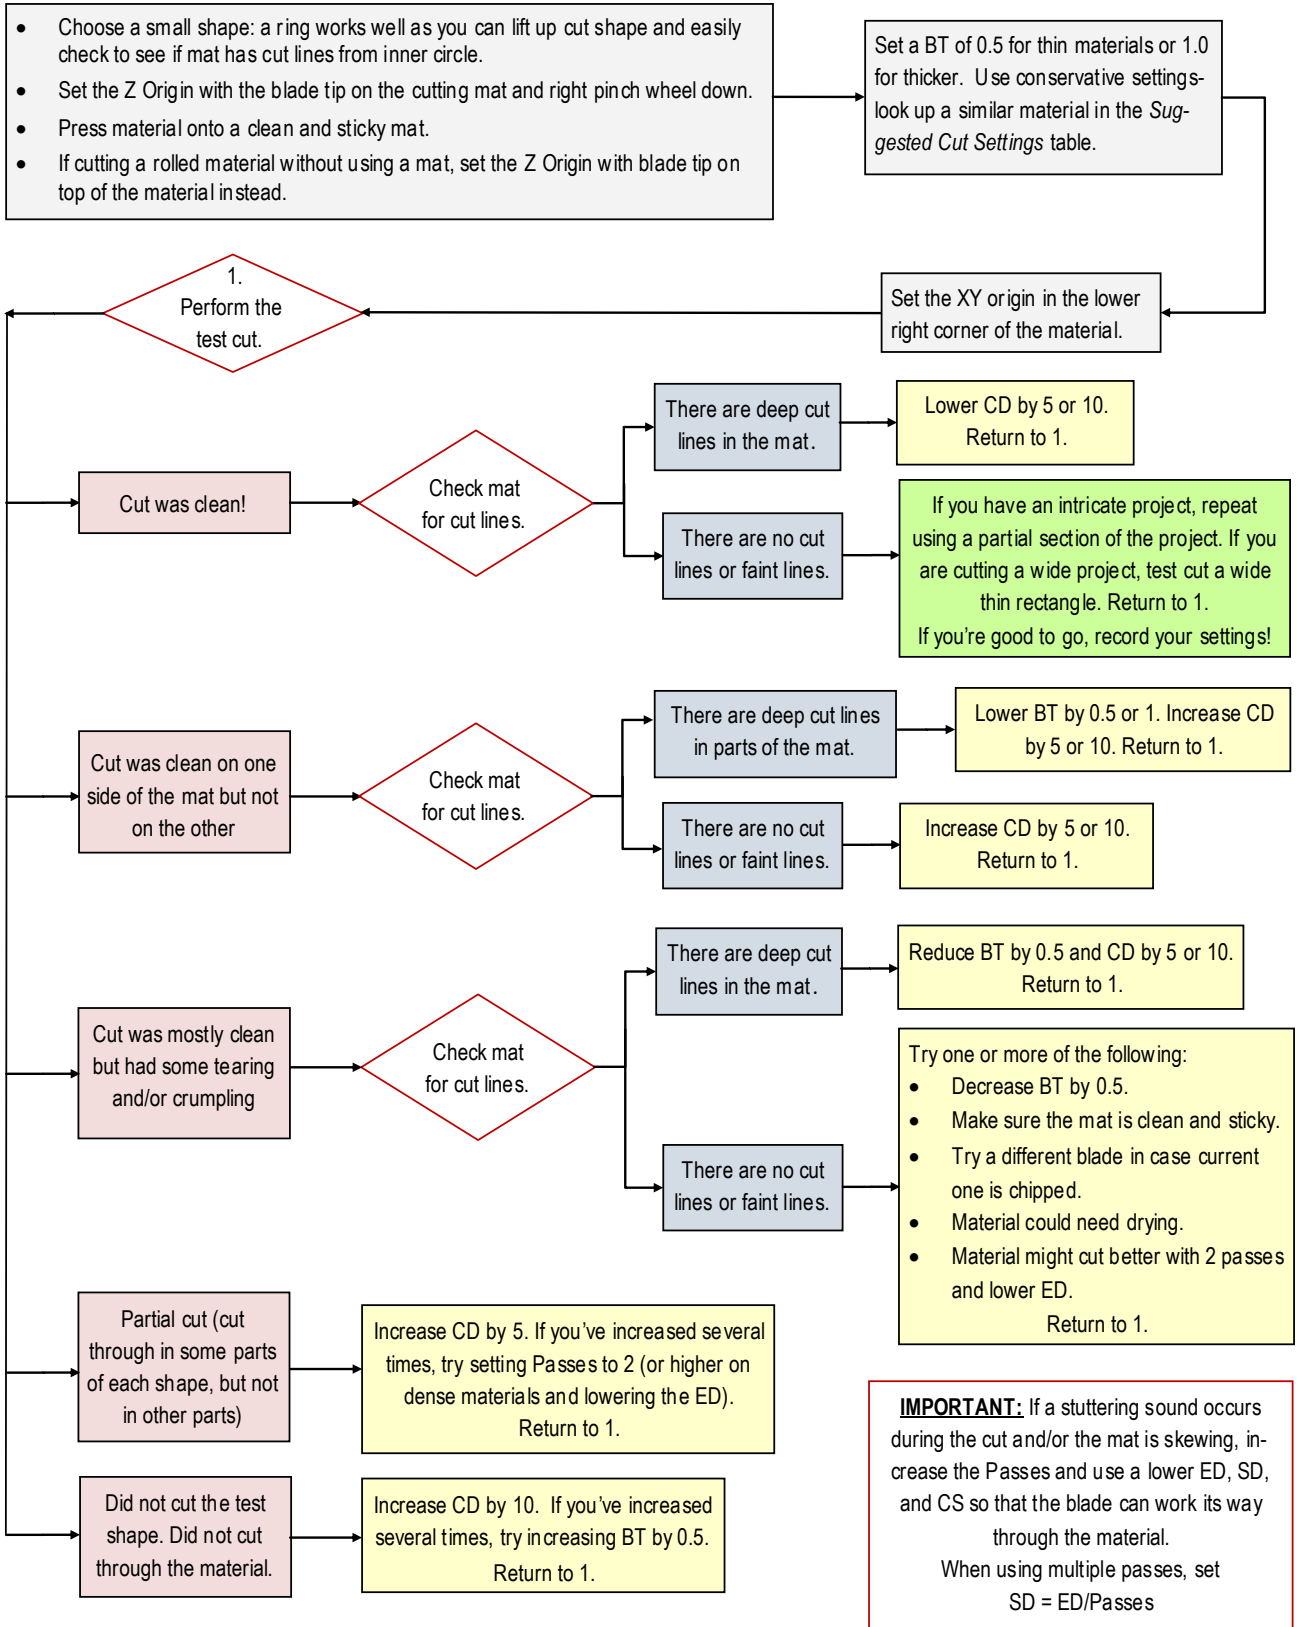 • Choose a small shape: a ring works well as you can lift up cut shape and easily
check to see if mat has cut lines from inner circle.
• Set the Z Origin with the blade tip on the cutting mat and right pinch wheel down.
• Press material onto a clean and sticky mat.
• If cutting a rolled material without using a mat, set the Z Origin with blade tip on
top of the material instead.
Set a BT of 0.5 for thin materials or 1.0
for thicker. Use conservative settings-
look up a similar material in the Sug-
gested Cut Settings table.
Set the XY origin in the lower
right corner of the material.
1.
Perform the
test cut.
Cut was clean!
Check mat
for cut lines.
There are deep cut
lines in the mat.
Lower CD by 5 or 10.
Return to 1.
There are no cut
lines or faint lines.
If you have an intricate project, repeat
using a partial section of the project. If you
are cutting a wide project, test cut a wide
thin rectangle. Return to 1.
If you're good to go, record your settings!
Cut was clean on one
side of the mat but not
on the other
Check mat
for cut lines.
There are deep cut lines
in parts of the mat.
Lower BT by 0.5 or 1. Increase CD
by 5 or 10. Return to 1.
There are no cut
lines or faint lines.
Increase CD by 5 or 10.
Return to 1.
Cut was mostly clean
but had some tearing
and/or crumpling
Check mat
for cut lines.
There are deep cut
lines in the mat.
Reduce BT by 0.5 and CD by 5 or 10.
Return to 1.
There are no cut
lines or faint lines.
Try one or more of the following:
• Decrease BT by 0.5.
• Make sure the mat is clean and sticky.
• Try a different blade in case current
one is chipped.
• Material could need drying.
• Material might cut better with 2 passes
and lower ED.
Return to 1.
Partial cut (cut
through in some parts
of each shape, but not
in other parts)
Increase CD by 5. If you've increased several
times, try setting Passes to 2 (or higher on
dense materials and lowering the ED).
Return to 1.
Did not cut the test
shape. Did not cut
through the material.
Increase CD by 10. If you've increased
several times, try increasing BT by 0.5.
Return to 1.
IMPORTANT: If a stuttering sound occurs
during the cut and/or the mat is skewing, in-
crease the Passes and use a lower ED, SD,
and CS so that the blade can work its way
through the material.
When using multiple passes, set
SD = ED/Passes